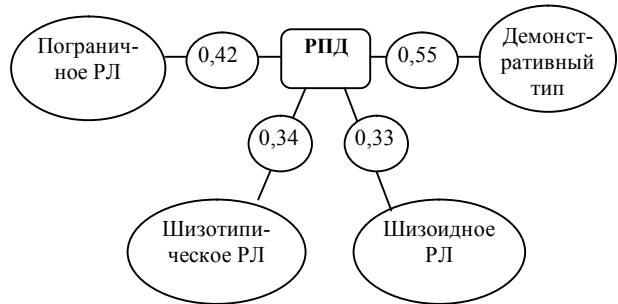 Погранич-
ное РЛ
0,42
РПД
0,55
Демонст-
ративный
тип
0,34
0,33
Шизотипи-
ческое РЛ
Шизоидное
РЛ